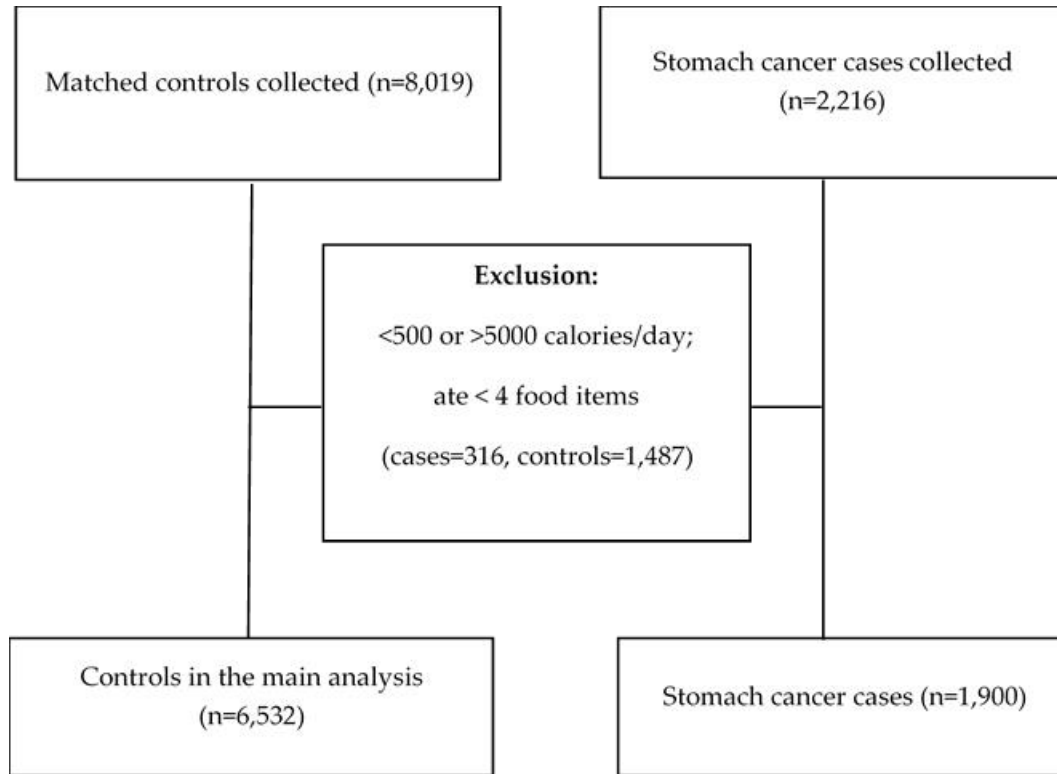 Matched controls collected (n=8,019)
Stomach cancer cases collected
(n=2,216)
Exclusion:
<500 or >5000 calories/day;
ate < 4 food items
(cases=316, controls=1,487)
Controls in the main analysis
(n=6,532)
Stomach cancer cases (n=1,900)